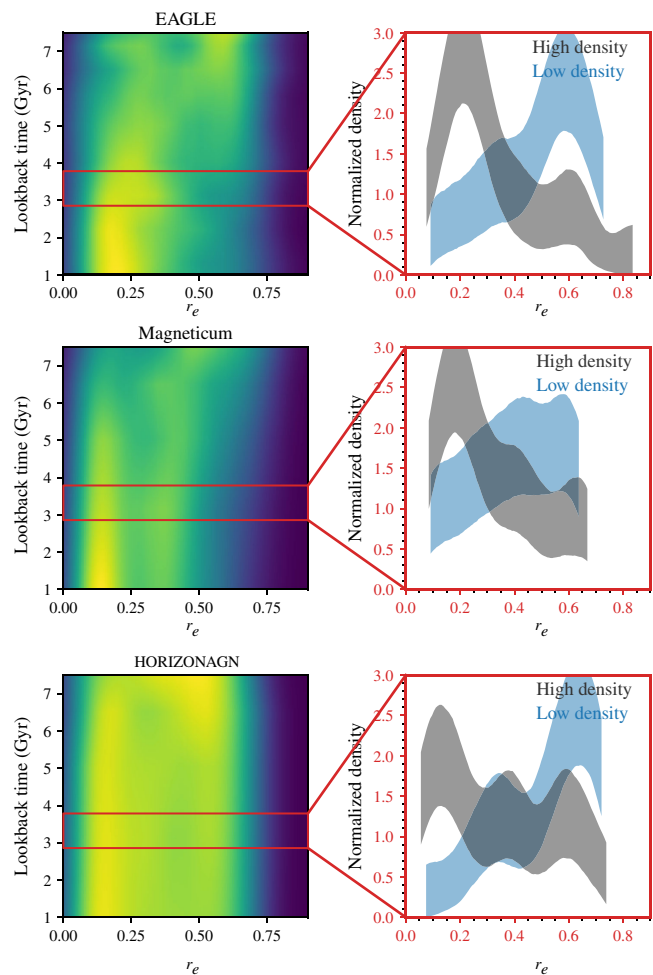 EAGLE
Lookback time (Gyr)
7
6
5
4
3
2
1
0.00 0.25 0.50 0.75
r_e
Normalized density
3.0
2.5
2.0
1.5
1.0
0.5
0.0
High density
Low density
0.0 0.2 0.4 0.6 0.8
r_e
Magneticum
Lookback time (Gyr)
7
6
5
4
3
2
1
0.00 0.25 0.50 0.75
r_e
Normalized density
3.0
2.5
2.0
1.5
1.0
0.5
0.0
High density
Low density
0.0 0.2 0.4 0.6 0.8
r_e
HORIZONAGN
Lookback time (Gyr)
7
6
5
4
3
2
1
0.00 0.25 0.50 0.75
r_e
Normalized density
3.0
2.5
2.0
1.5
1.0
0.5
0.0
High density
Low density
0.0 0.2 0.4 0.6 0.8
r_e